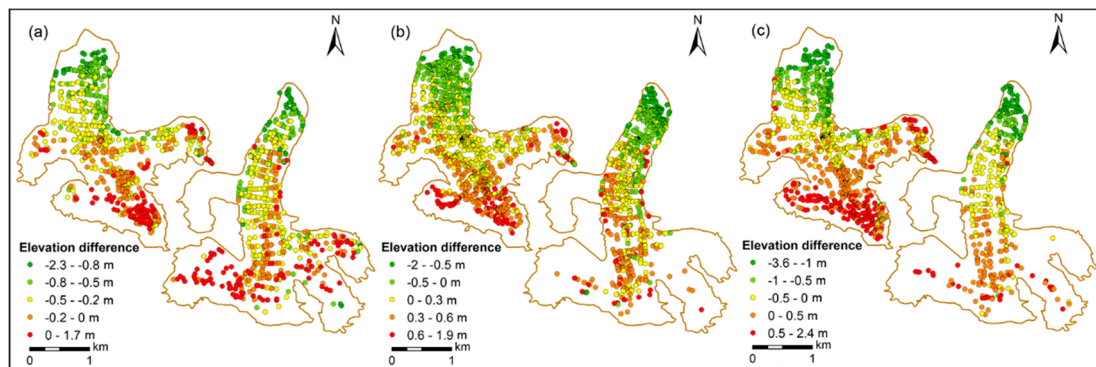 (a)
N
Elevation difference
-2.3 - -0.8 m
-0.8 - -0.5 m
-0.5 - -0.2 m
-0.2 - 0 m
0 - 1.7 m
km
0 1
(b)
N
Elevation difference
-2 - -0.5 m
-0.5 - 0 m
0 - 0.3 m
0.3 - 0.6 m
0.6 - 1.9 m
km
0 1
(c)
N
Elevation difference
-3.6 - -1 m
-1 - -0.5 m
-0.5 - 0 m
0 - 0.5 m
0.5 - 2.4 m
km
0 1